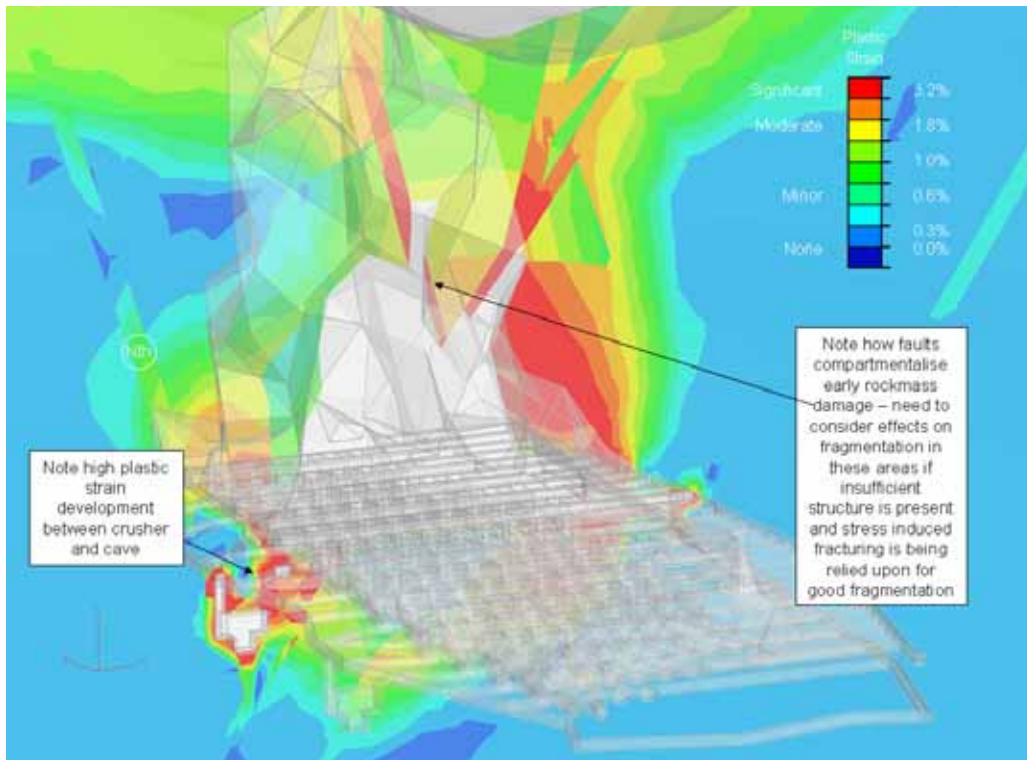 Plastic
Strain
Significant
3.2%
Moderate
1.8%
1.0%
Minor
0.6%
0.3%
None
0.0%
Nth
Note how faults
compartmentalise
early rockmass
damage – need to
consider effects on
fragmentation in
these areas if
insufficient
structure is present
and stress induced
fracturing is being
relied upon for
good fragmentation
Note high plastic
strain
development
between crusher
and cave